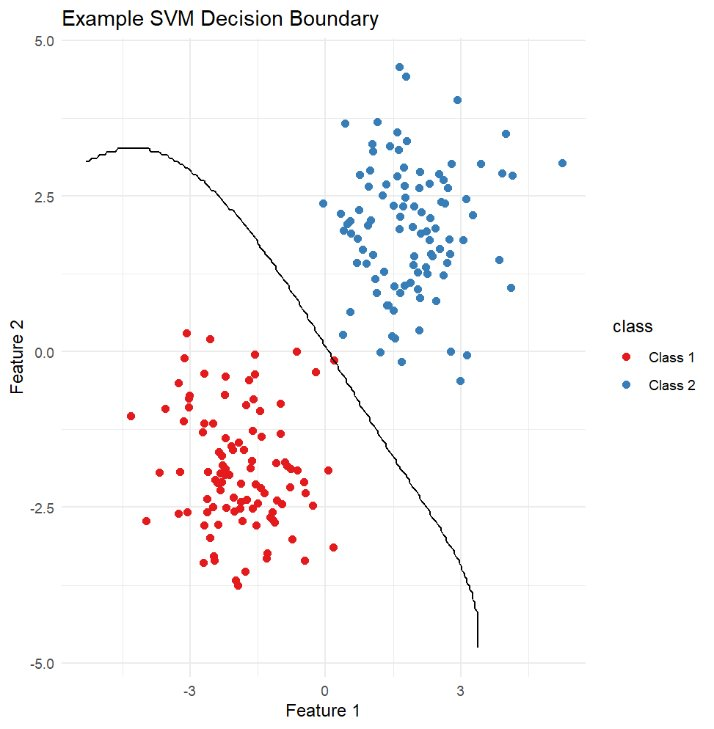 Example SVM Decision Boundary
5.0
2.5
0.0
-2.5
-5.0
Feature 2
-3
0
3
Feature 1
class
Class 1
Class 2